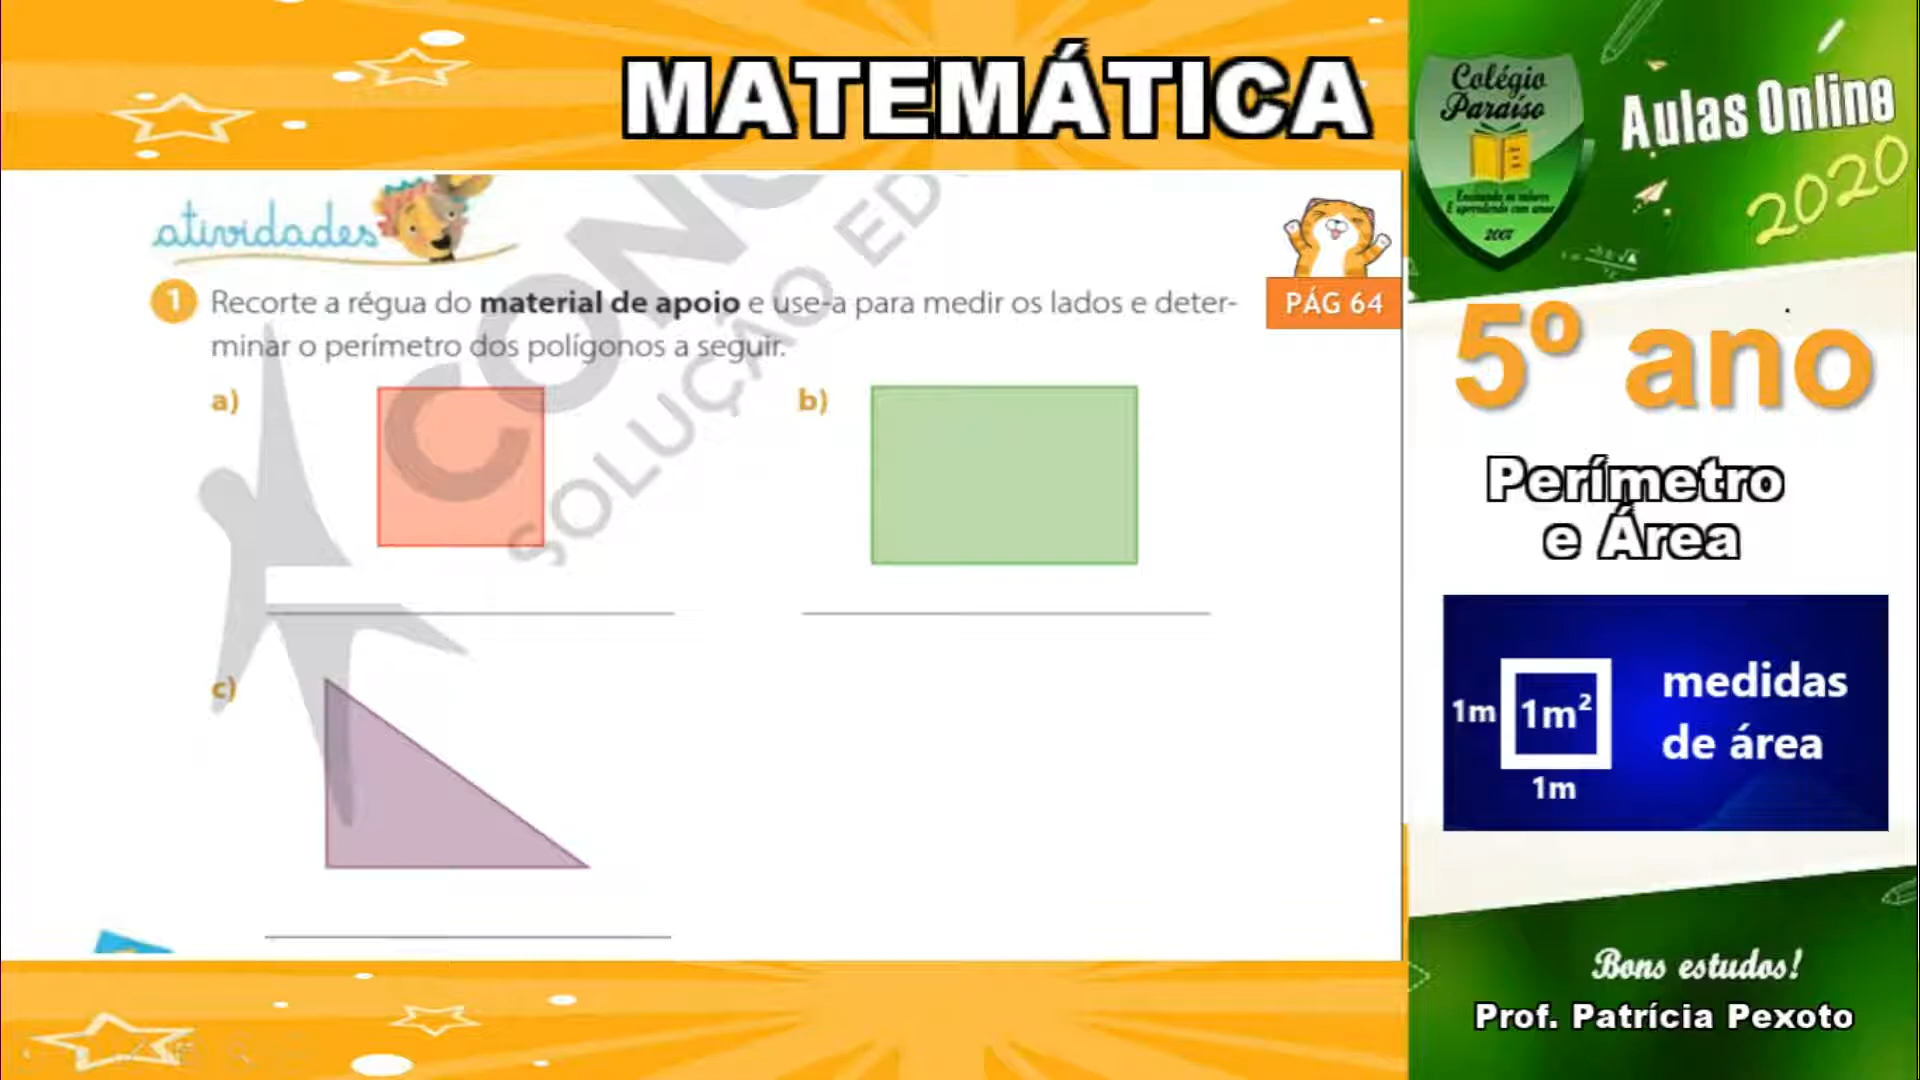 MATEMÁTICA
atividades
1 Recorte a régua do material de apoio e use-a para medir os lados e deter-
minar o perímetro dos polígonos a seguir.
PÁG 64
a)
b)
c)
SOLUÇÃO
Colégio
Paraíso
2007
Aulas Online
2020
5º ano
Perímetro
e Área
1m
1m²
1m
medidas
de área
Bons estudos!
Prof. Patrícia Pexoto